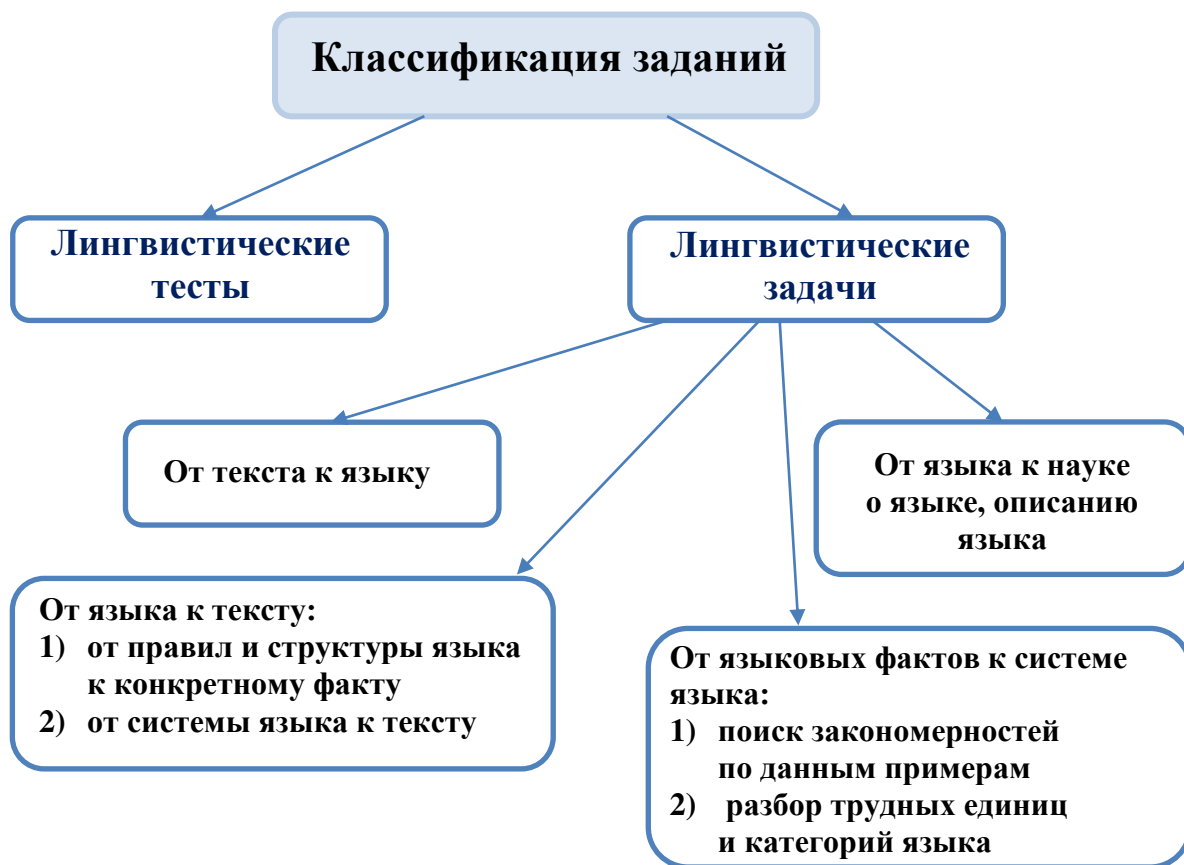 Классификация заданий
Лингвистические
тесты
Лингвистические
задачи
От текста к языку
От языка к науке
о языке, описанию
языка
От языка к тексту:
1) от правил и структуры языка
к конкретному факту
2) от системы языка к тексту
От языковых фактов к системе
языка:
1) поиск закономерностей
по данным примерам
2) разбор трудных единиц
и категорий языка